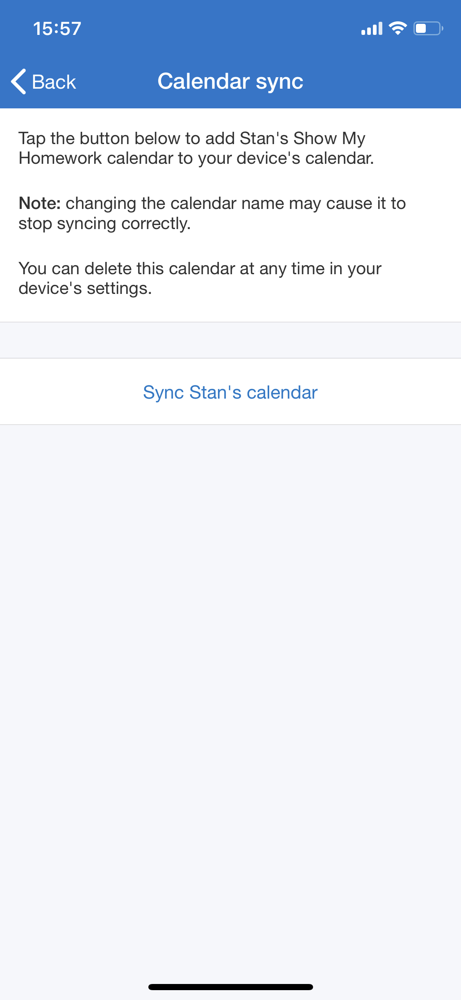 15:57
Back
Calendar sync
Tap the button below to add Stan's Show My
Homework calendar to your device's calendar.
Note: changing the calendar name may cause it to
stop syncing correctly.
You can delete this calendar at any time in your
device's settings.
Sync Stan's calendar